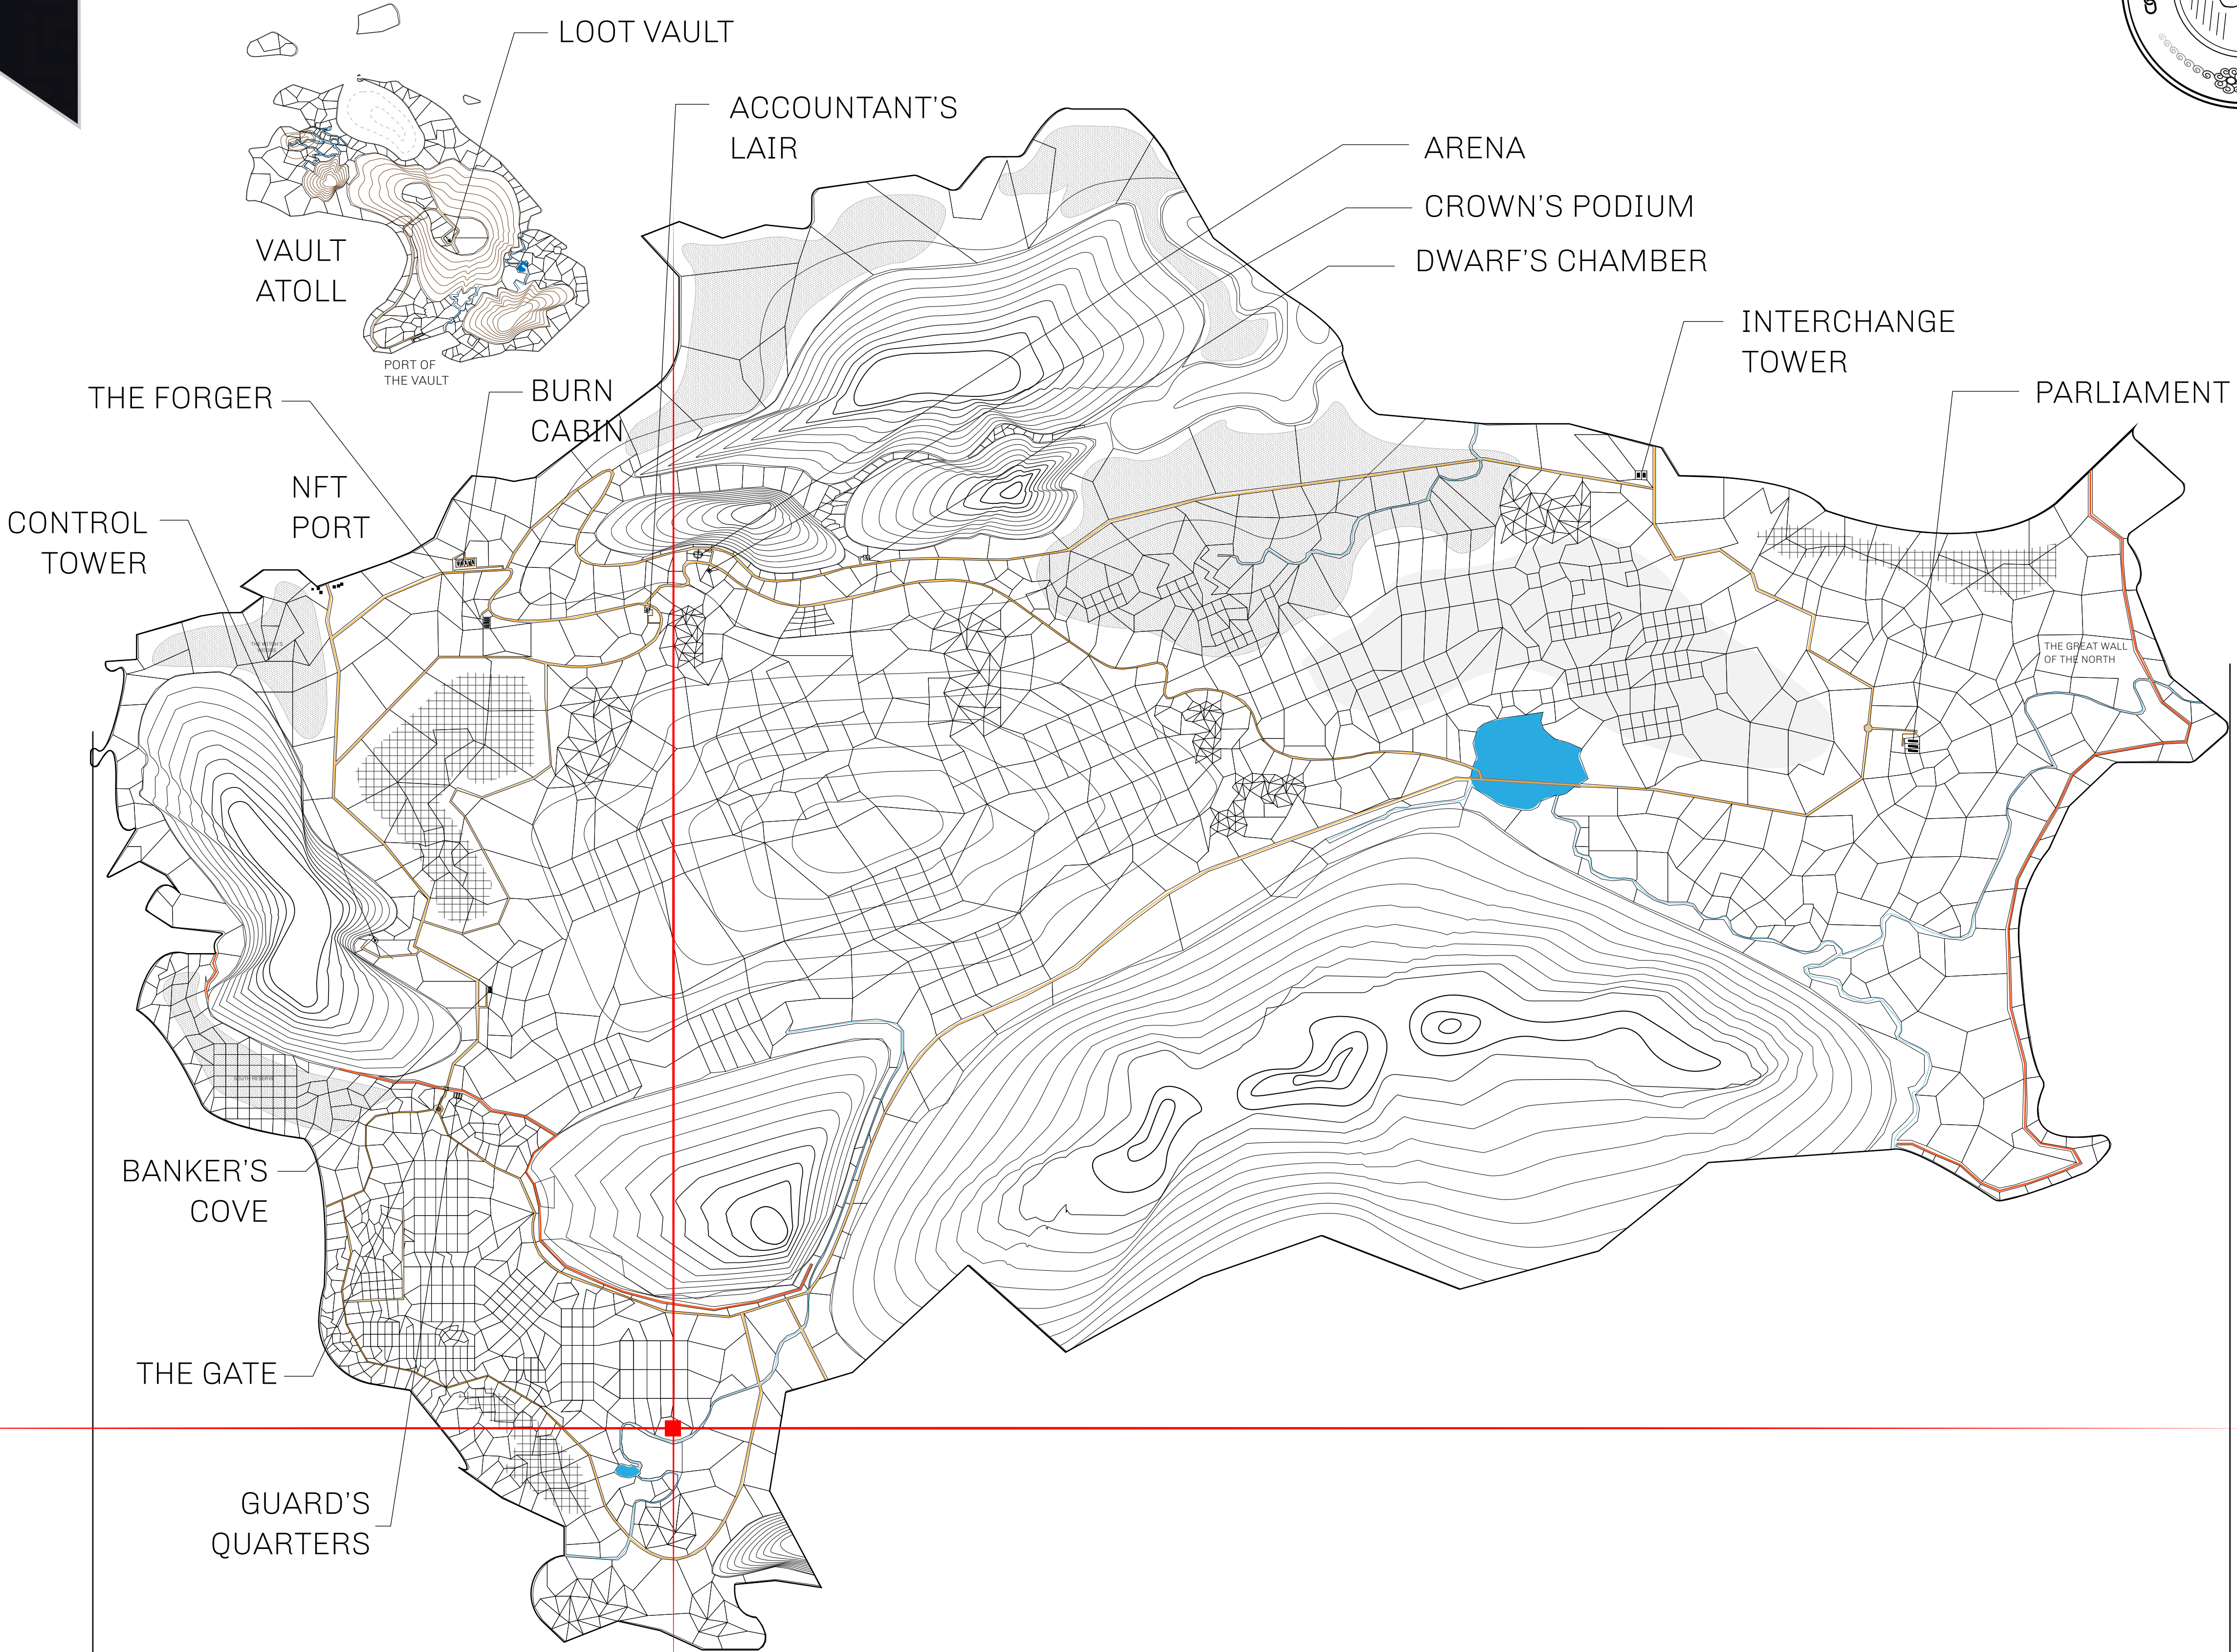 LOOT VAULT
ACCOUNTANT'S
LAIR
ARENA
CROWN'S PODIUM
DWARF'S CHAMBER
VAULT
ATOLL
INTERCHANGE
TOWER
PORT OF
THE VAULT
THE FORGER
BURN
CABIN
PARLIAMENT
NFT
PORT
CONTROL
TOWER
THE GREAT WALL
OF THE NORTH
SOUTH RESERVE
BANKER'S
COVE
THE GATE
GUARD'S
QUARTERS